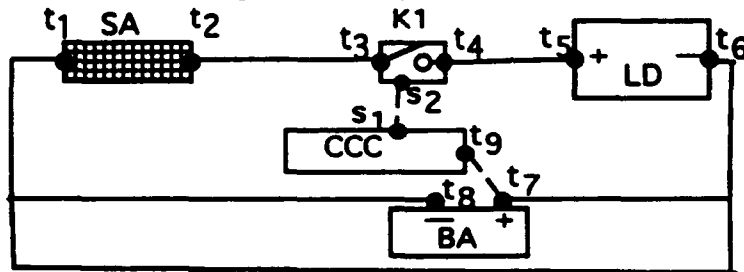 t1 SA t2 K1
t3 t4 t5 + LD – t6
s2
s1
CCC t9
t8 t7
– BA +